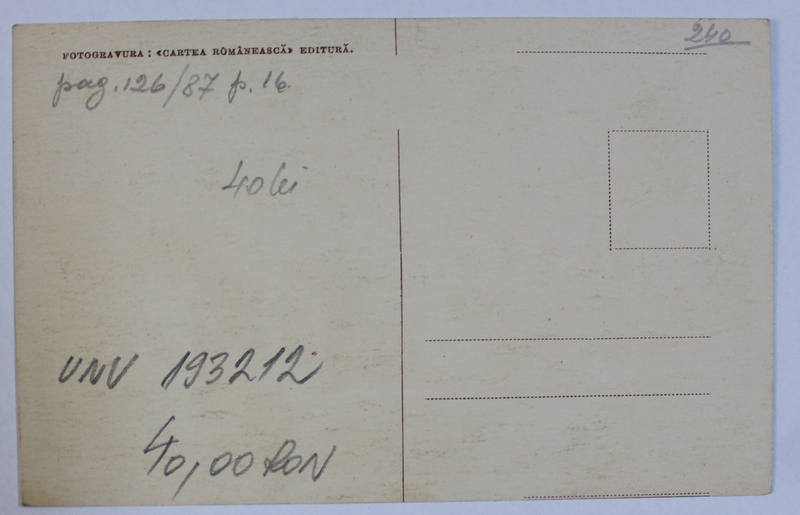 FOTOGRAVURA : «CARTEA ROMÂNEASCĂ» EDITURĂ.
240
pag. 126/87 p. 16.
40 lei
UNV 193212
40,00 RON